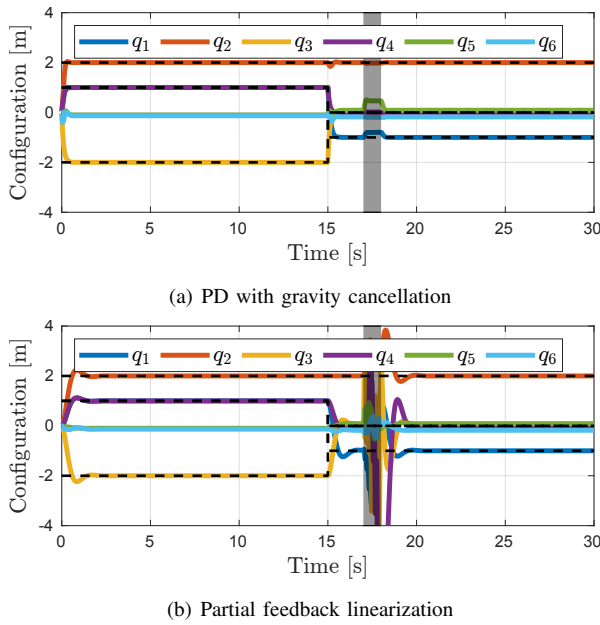 4
2
0
-2
-4
Configuration [m]
q1 q2 q3 q4 q5 q6
0 5 10 15 20 25 30
Time [s]
(a) PD with gravity cancellation
4
2
0
-2
-4
Configuration [m]
q1 q2 q3 q4 q5 q6
0 5 10 15 20 25 30
Time [s]
(b) Partial feedback linearization